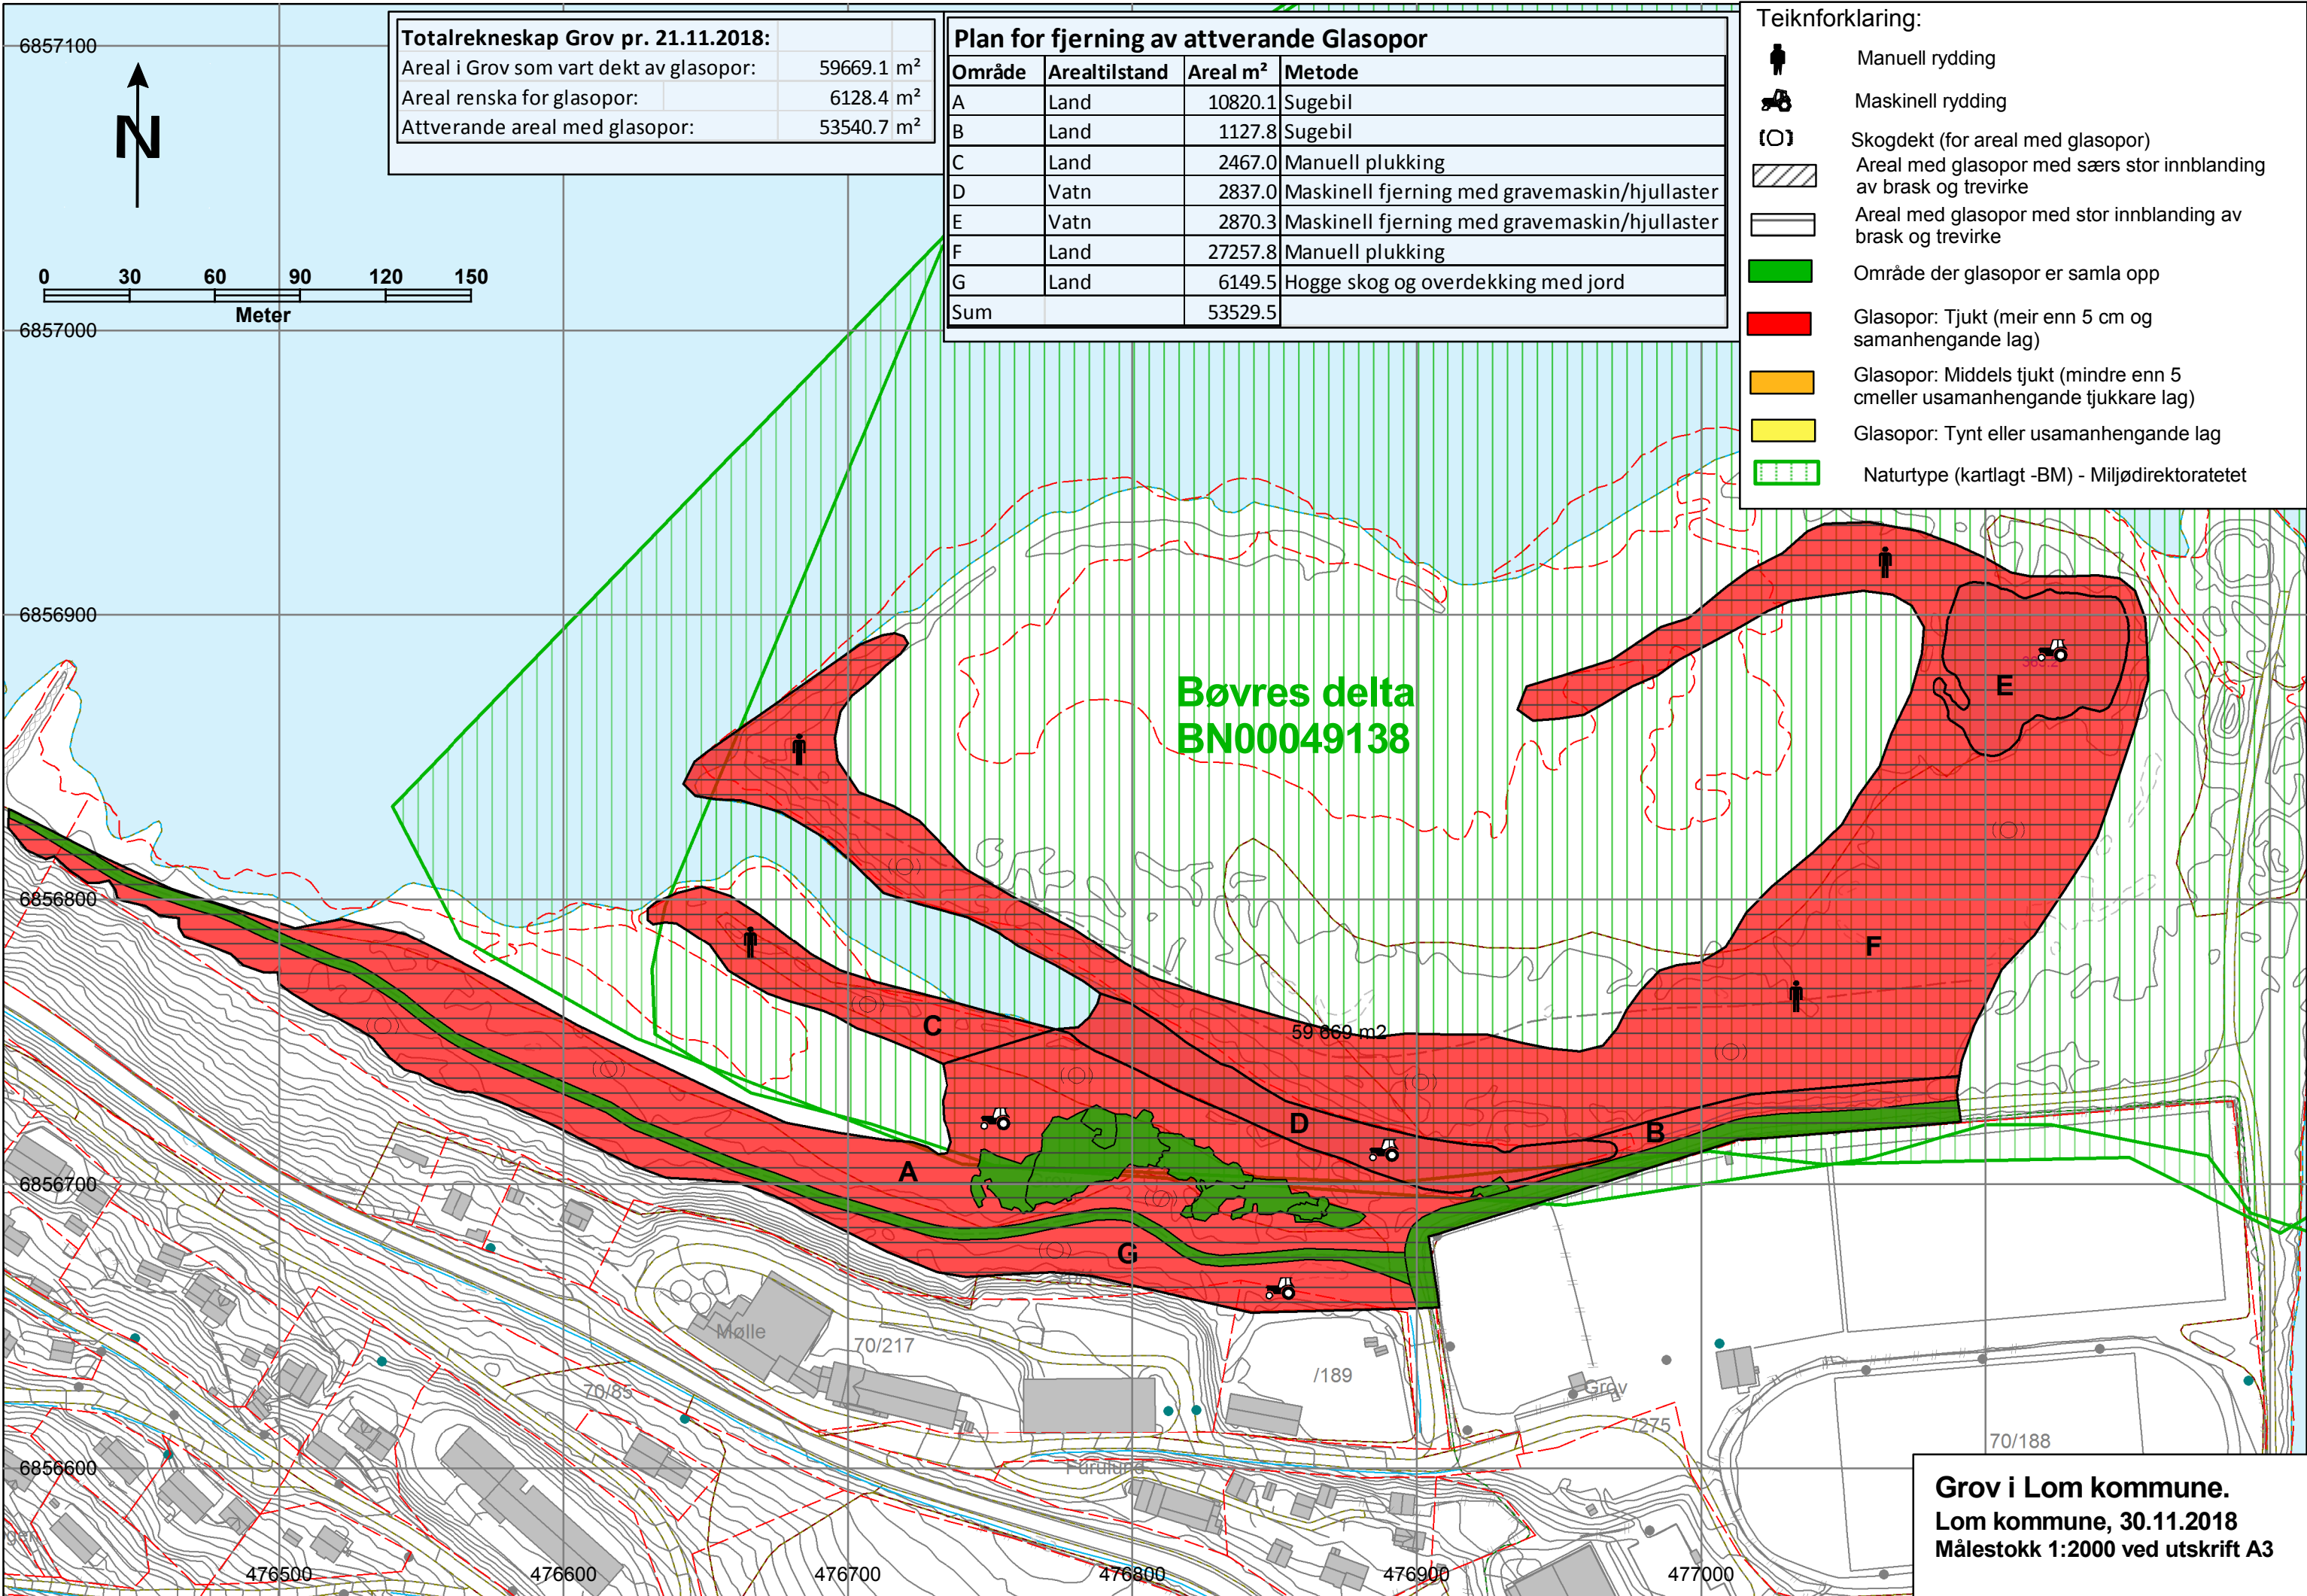 Totalrekneskap Grov pr. 21.11.2018:
Areal i Grov som vart dekt av glasopor: 59669.1 m²
Areal renska for glasopor: 6128.4 m²
Attverande areal med glasopor: 53540.7 m²
Plan for fjerning av attverande Glasopor
Område Arealtilstand Areal m² Metode
A Land 10820.1 Sugebil
B Land 1127.8 Sugebil
C Land 2467.0 Manuell plukking
D Vatn 2837.0 Maskinell fjerning med gravemaskin/hjullaster
E Vatn 2870.3 Maskinell fjerning med gravemaskin/hjullaster
F Land 27257.8 Manuell plukking
G Land 6149.5 Hogge skog og overdekking med jord
Sum 53529.5
Teiknforklaring:
Manuell rydding
Maskinell rydding
Skogdekt (for areal med glasopor)
Areal med glasopor med særs stor innblanding
av brask og trevirke
Areal med glasopor med stor innblanding av
brask og trevirke
Område der glasopor er samla opp
Glasopor: Tjukt (meir enn 5 cm og
samanhengande lag)
Glasopor: Middels tjukt (mindre enn 5
cmeller usamanhengande tjukkare lag)
Glasopor: Tynt eller usamanhengande lag
Naturtype (kartlagt -BM) - Miljødirektoratetet
N
0 30 60 90 120 150
Meter
6857100
6857000
6856900
6856800
6856700
6856600
Bøvres delta
BN00049138
E
F
C
59 669 m2
D
B
A
G
Mølle
70/217
70/85
/189
Grov
/275
70/188
Furulund
476500 476600 476700 476800 476900 477000
Grov i Lom kommune.
Lom kommune, 30.11.2018
Målestokk 1:2000 ved utskrift A3